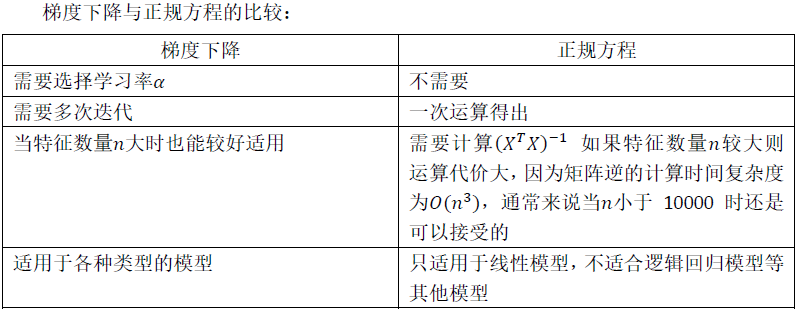 梯度下降与正规方程的比较：
梯度下降
正规方程
需要选择学习率α
不需要
需要多次迭代
一次运算得出
当特征数量n大时也能较好适用
需要计算(XᵀX)⁻¹ 如果特征数量n较大则
运算代价大，因为矩阵逆的计算时间复杂度
为O(n³)，通常来说当n小于 10000 时还是
可以接受的
适用于各种类型的模型
只适用于线性模型，不适合逻辑回归模型等
其他模型